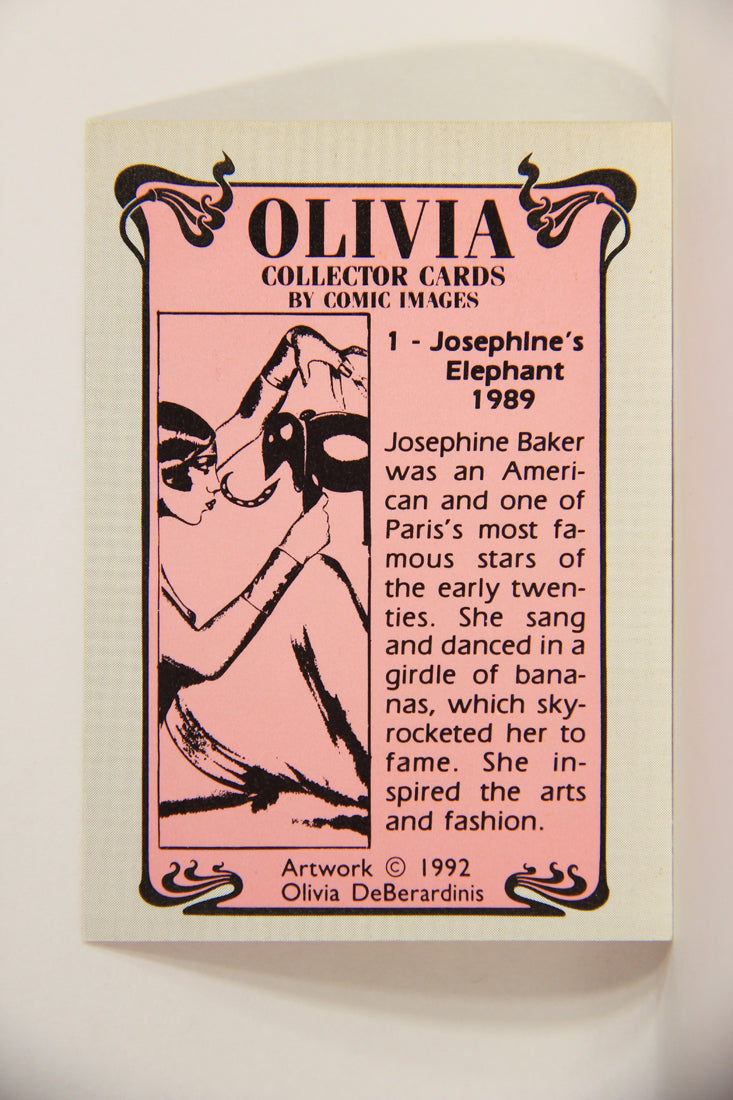 OLIVIA
COLLECTOR CARDS
BY COMIC IMAGES
1 - Josephine's
Elephant
1989
Josephine Baker
was an Ameri-
can and one of
Paris's most fa-
mous stars of
the early twen-
ties. She sang
and danced in a
girdle of bana-
nas, which sky-
rocketed her to
fame. She in-
spired the arts
and fashion.
Artwork © 1992
Olivia DeBerardinis